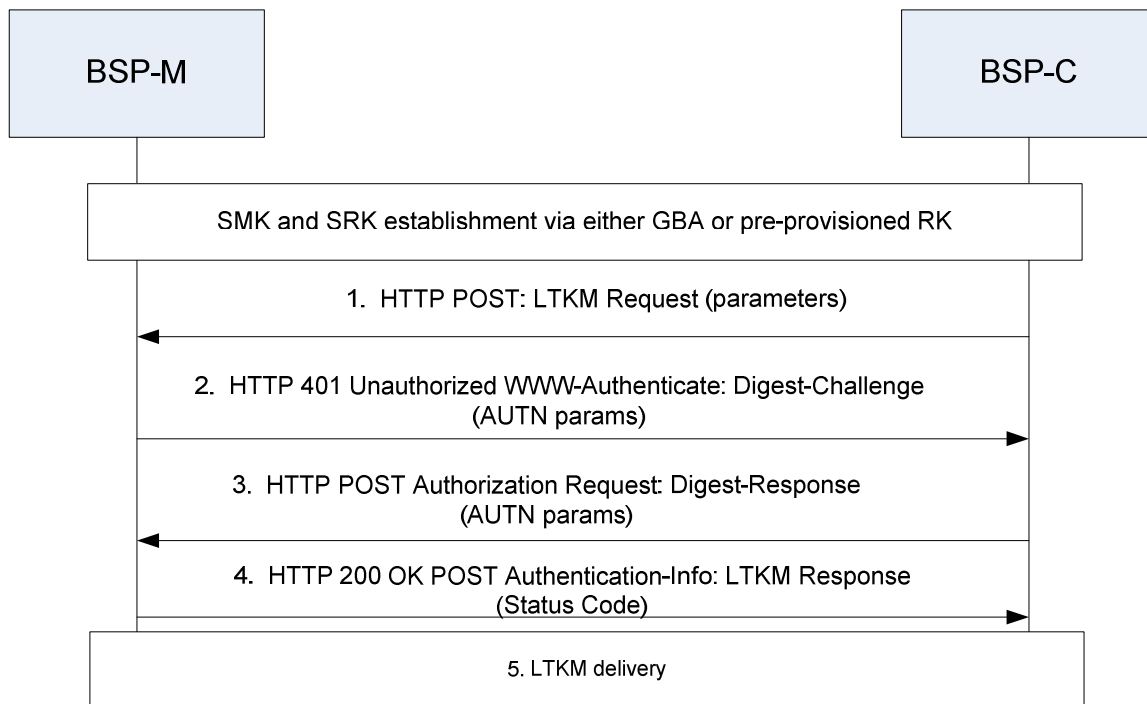 BSP-M
BSP-C
SMK and SRK establishment via either GBA or pre-provisioned RK
1. HTTP POST: LTKM Request (parameters)
2. HTTP 401 Unauthorized WWW-Authenticate: Digest-Challenge
(AUTN params)
3. HTTP POST Authorization Request: Digest-Response
(AUTN params)
4. HTTP 200 OK POST Authentication-Info: LTKM Response
(Status Code)
5. LTKM delivery